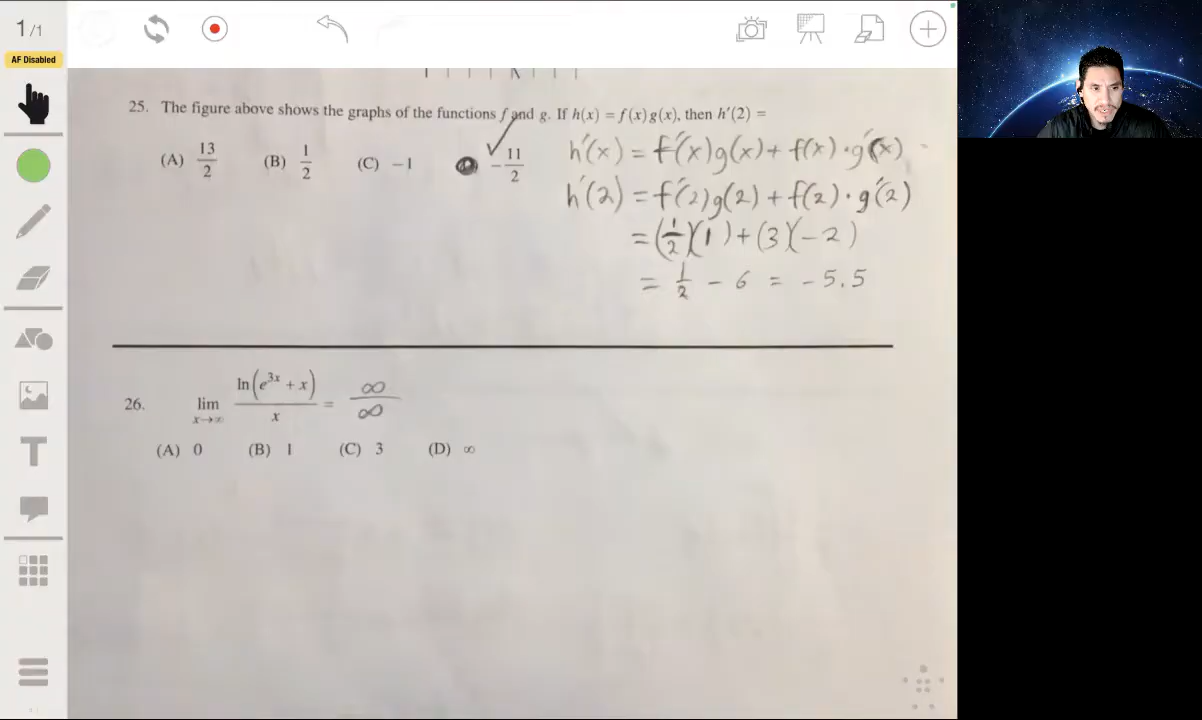 1/1
AF Disabled
25. The figure above shows the graphs of the functions f and g. If h(x) = f(x)g(x), then h′(2) =
(A) 13/2 (B) 1/2 (C) −1 −11/2
h′(x) = f′(x)g(x) + f(x)·g′(x)
h′(2) = f′(2)g(2) + f(2)·g′(2)
= (1/2)(1) + (3)(−2)
= 1/2 − 6 = −5.5
26. lim x→∞ ln(e^{3x} + x)/x = ∞/∞
(A) 0 (B) 1 (C) 3 (D) ∞
T